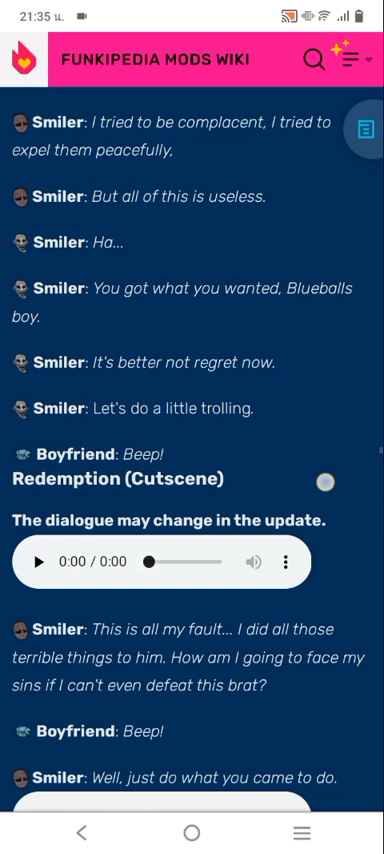 21:35 น.
FUNKIPEDIA MODS WIKI
Smiler: I tried to be complacent, I tried to
expel them peacefully,
Smiler: But all of this is useless.
Smiler: Ha...
Smiler: You got what you wanted, Blueballs
boy.
Smiler: It's better not regret now.
Smiler: Let's do a little trolling.
Boyfriend: Beep!
Redemption (Cutscene)
The dialogue may change in the update.
0:00 / 0:00
Smiler: This is all my fault... I did all those
terrible things to him. How am I going to face my
sins if I can't even defeat this brat?
Boyfriend: Beep!
Smiler: Well, just do what you came to do.